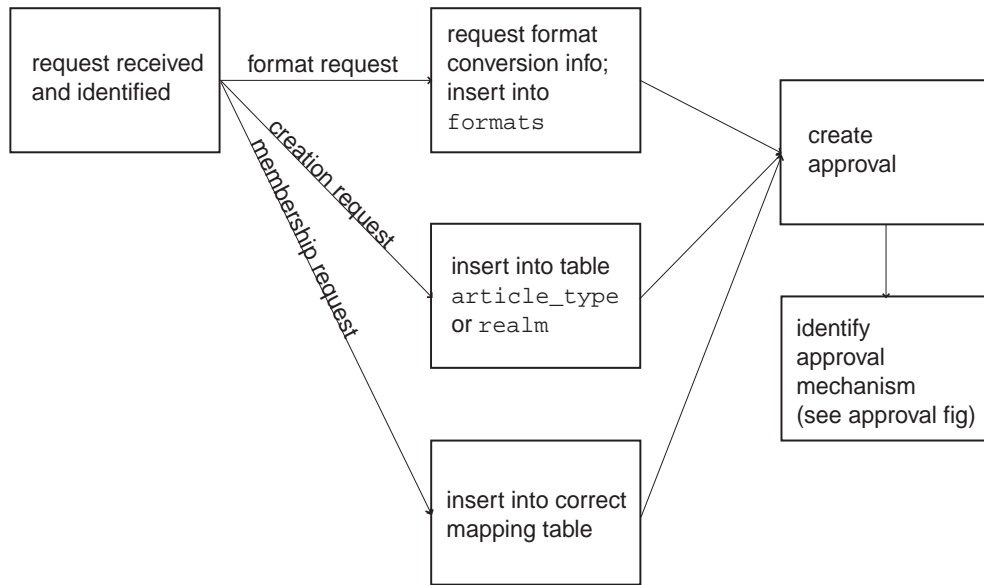 request received
and identified
format request
creation request
membership request
request format
conversion info;
insert into
formats
insert into table
article_type
or realm
insert into correct
mapping table
create
approval
identify
approval
mechanism
(see approval fig)